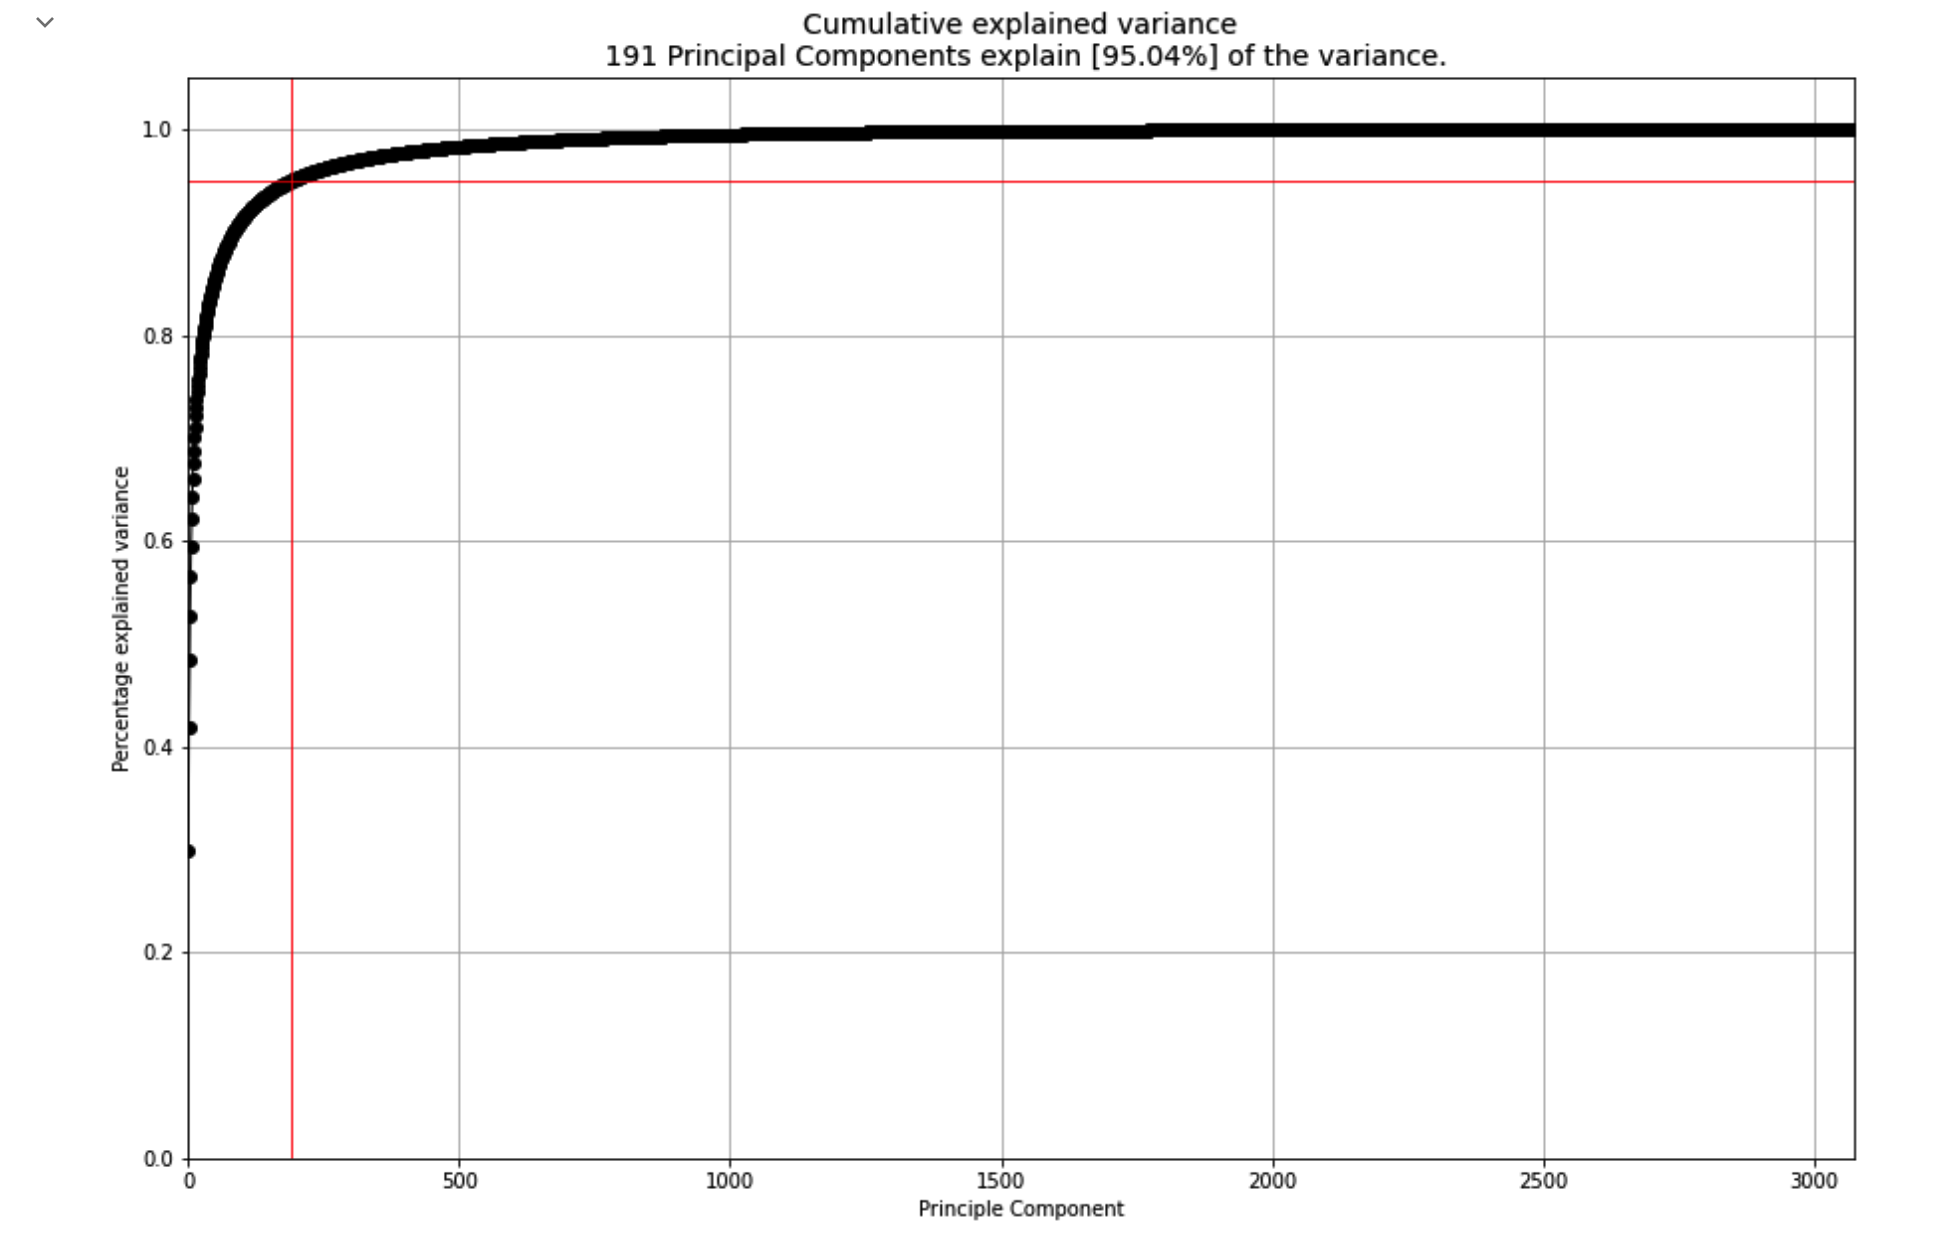 Cumulative explained variance
191 Principal Components explain [95.04%] of the variance.
1.0
0.8
0.6
0.4
0.2
0.0
Percentage explained variance
0 500 1000 1500 2000 2500 3000
Principle Component